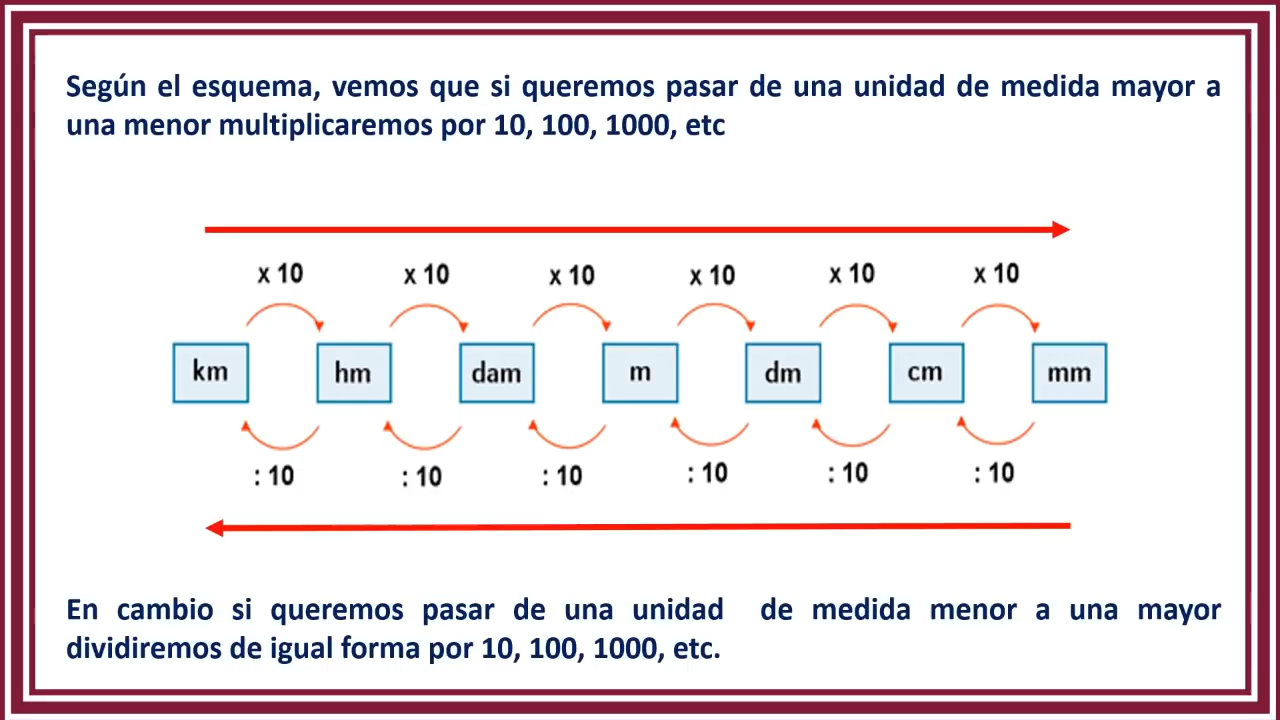 Según el esquema, vemos que si queremos pasar de una unidad de medida mayor a
una menor multiplicaremos por 10, 100, 1000, etc
x 10 x 10 x 10 x 10 x 10 x 10
km hm dam m dm cm mm
: 10 : 10 : 10 : 10 : 10 : 10
En cambio si queremos pasar de una unidad de medida menor a una mayor
dividiremos de igual forma por 10, 100, 1000, etc.